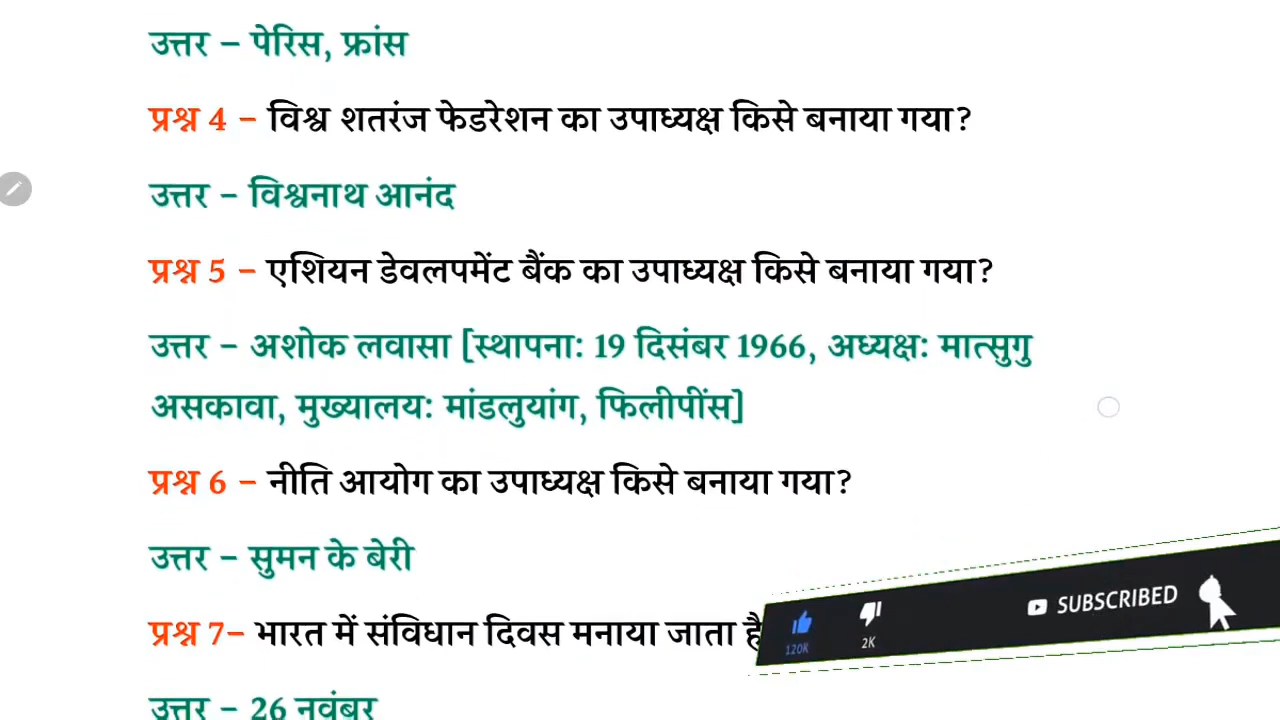 उत्तर – पेरिस, फ्रांस
प्रश्न 4 – विश्व शतरंज फेडरेशन का उपाध्यक्ष किसे बनाया गया?
उत्तर – विश्वनाथ आनंद
प्रश्न 5 – एशियन डेवलपमेंट बैंक का उपाध्यक्ष किसे बनाया गया?
उत्तर – अशोक लवासा [स्थापना: 19 दिसंबर 1966, अध्यक्ष: मात्सुगु
असकावा, मुख्यालय: मांडलुयांग, फिलीपींस]
प्रश्न 6 – नीति आयोग का उपाध्यक्ष किसे बनाया गया?
उत्तर – सुमन के बेरी
प्रश्न 7– भारत में संविधान दिवस मनाया जाता है
120K 2K SUBSCRIBED
उत्तर – 26 नवंबर